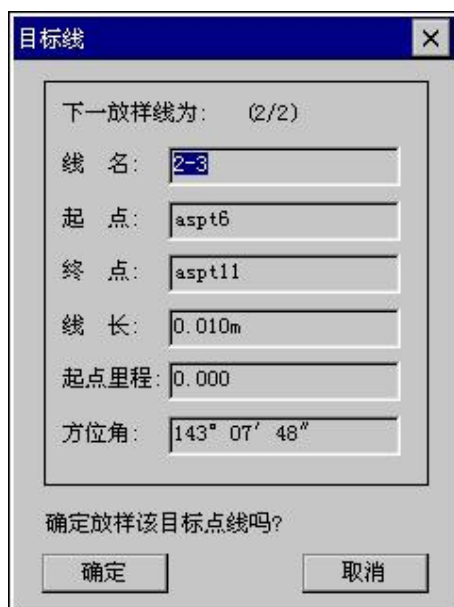 目标线
下一放样线为: (2/2)
线 名: 2-3
起 点: aspt6
终 点: aspt11
线 长: 0.010m
起点里程: 0.000
方位角: 143° 07′ 48″
确定放样该目标点线吗?
确定 取消